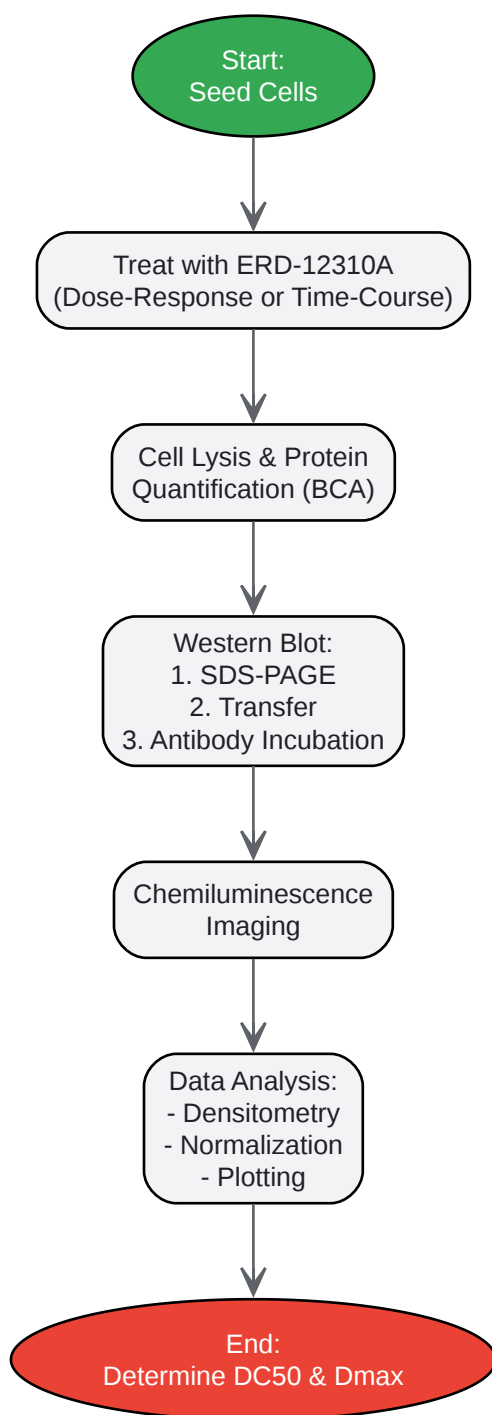 Start:
Seed Cells
Treat with ERD-12310A
(Dose-Response or Time-Course)
Cell Lysis & Protein
Quantification (BCA)
Western Blot:
1. SDS-PAGE
2. Transfer
3. Antibody Incubation
Chemiluminescence
Imaging
Data Analysis:
- Densitometry
- Normalization
- Plotting
End:
Determine DC50 & Dmax